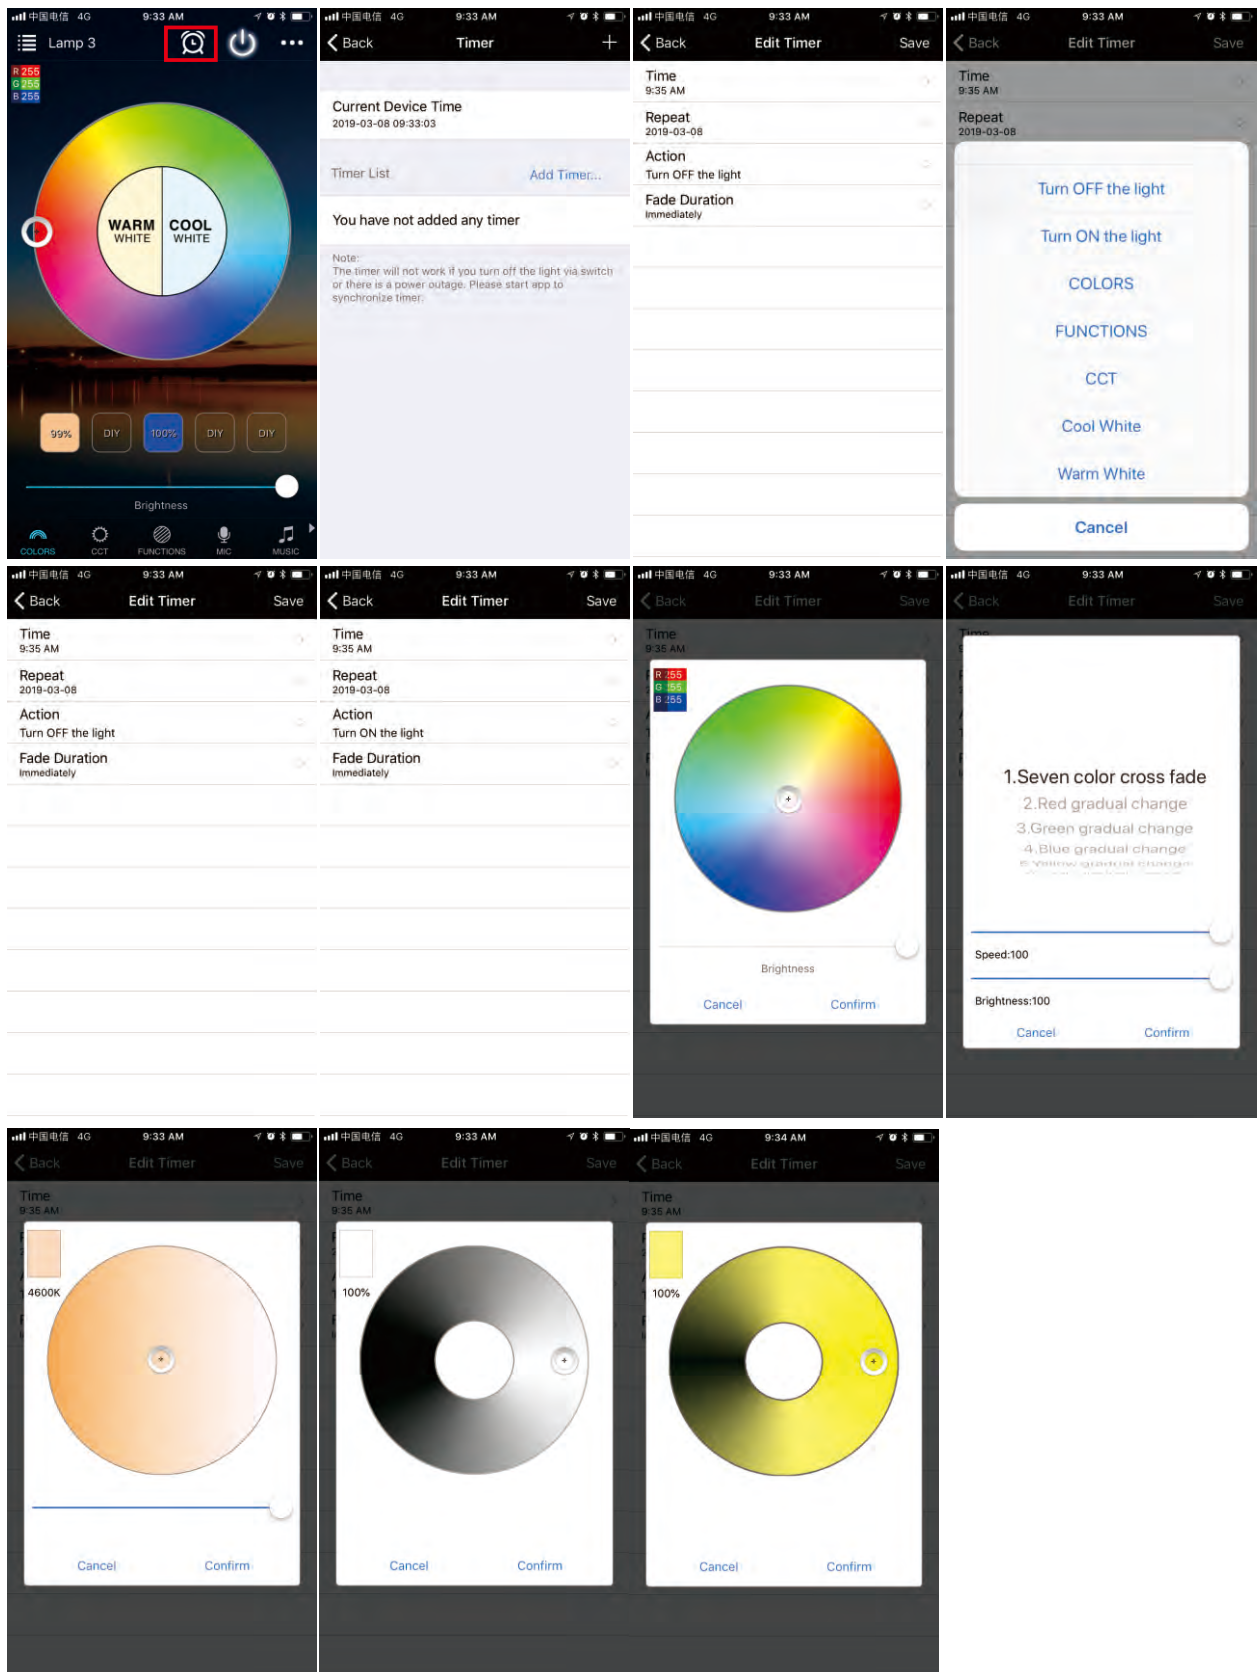 中国电信 4G 9:33 AM
Lamp 3
R 255
G 255
B 255
WARM WHITE COOL WHITE
99% DIY 100% DIY DIY
Brightness
COLORS CCT FUNCTIONS MIC MUSIC
中国电信 4G 9:33 AM
Back Timer +
Current Device Time
2019-03-08 09:33:03
Timer List Add Timer...
You have not added any timer
Note:
The timer will not work if you turn off the light via switch
or there is a power outage. Please start app to
synchronize timer.
中国电信 4G 9:33 AM
Back Edit Timer Save
Time
9:35 AM
Repeat
2019-03-08
Action
Turn OFF the light
Fade Duration
Immediately
中国电信 4G 9:33 AM
Back Edit Timer Save
Time
9:35 AM
Repeat
2019-03-08
Turn OFF the light
Turn ON the light
COLORS
FUNCTIONS
CCT
Cool White
Warm White
Cancel
中国电信 4G 9:33 AM
Back Edit Timer Save
Time
9:35 AM
Repeat
2019-03-08
Action
Turn OFF the light
Fade Duration
Immediately
中国电信 4G 9:33 AM
Back Edit Timer Save
Time
9:35 AM
Repeat
2019-03-08
Action
Turn ON the light
Fade Duration
Immediately
中国电信 4G 9:33 AM
Back Edit Timer Save
Time
9:35 AM
R 255
G 255
B 255
Brightness
Cancel Confirm
中国电信 4G 9:33 AM
Back Edit Timer Save
Time
1.Seven color cross fade
2.Red gradual change
3.Green gradual change
4.Blue gradual change
5.Yellow gradual change
Speed:100
Brightness:100
Cancel Confirm
中国电信 4G 9:33 AM
Back Edit Timer Save
Time
9:35 AM
4600K
Cancel Confirm
中国电信 4G 9:33 AM
Back Edit Timer Save
Time
9:35 AM
100%
Cancel Confirm
中国电信 4G 9:34 AM
Back Edit Timer Save
Time
9:35 AM
100%
Cancel Confirm